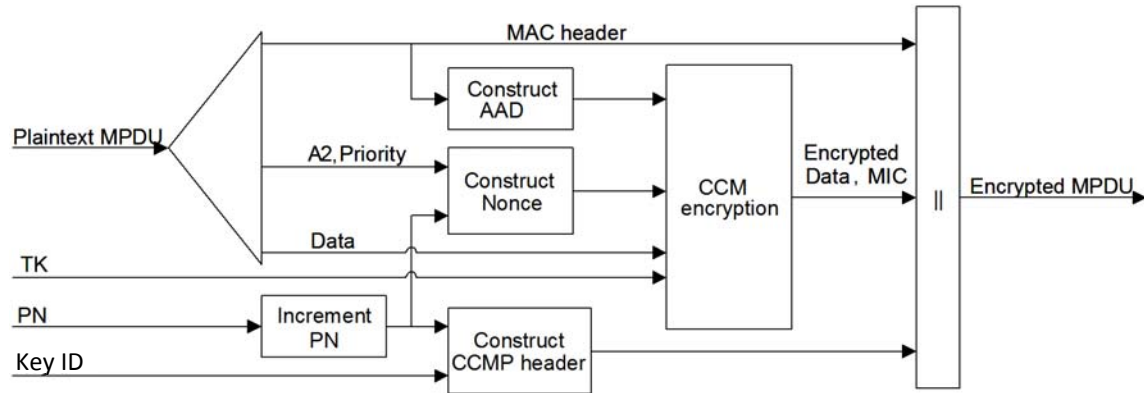 MAC header
Construct
AAD
Plaintext MPDU
A2,Priority
Construct
Nonce
CCM
encryption
Encrypted
Data, MIC
||
Encrypted MPDU
Data
TK
PN
Increment
PN
Construct
CCMP header
Key ID